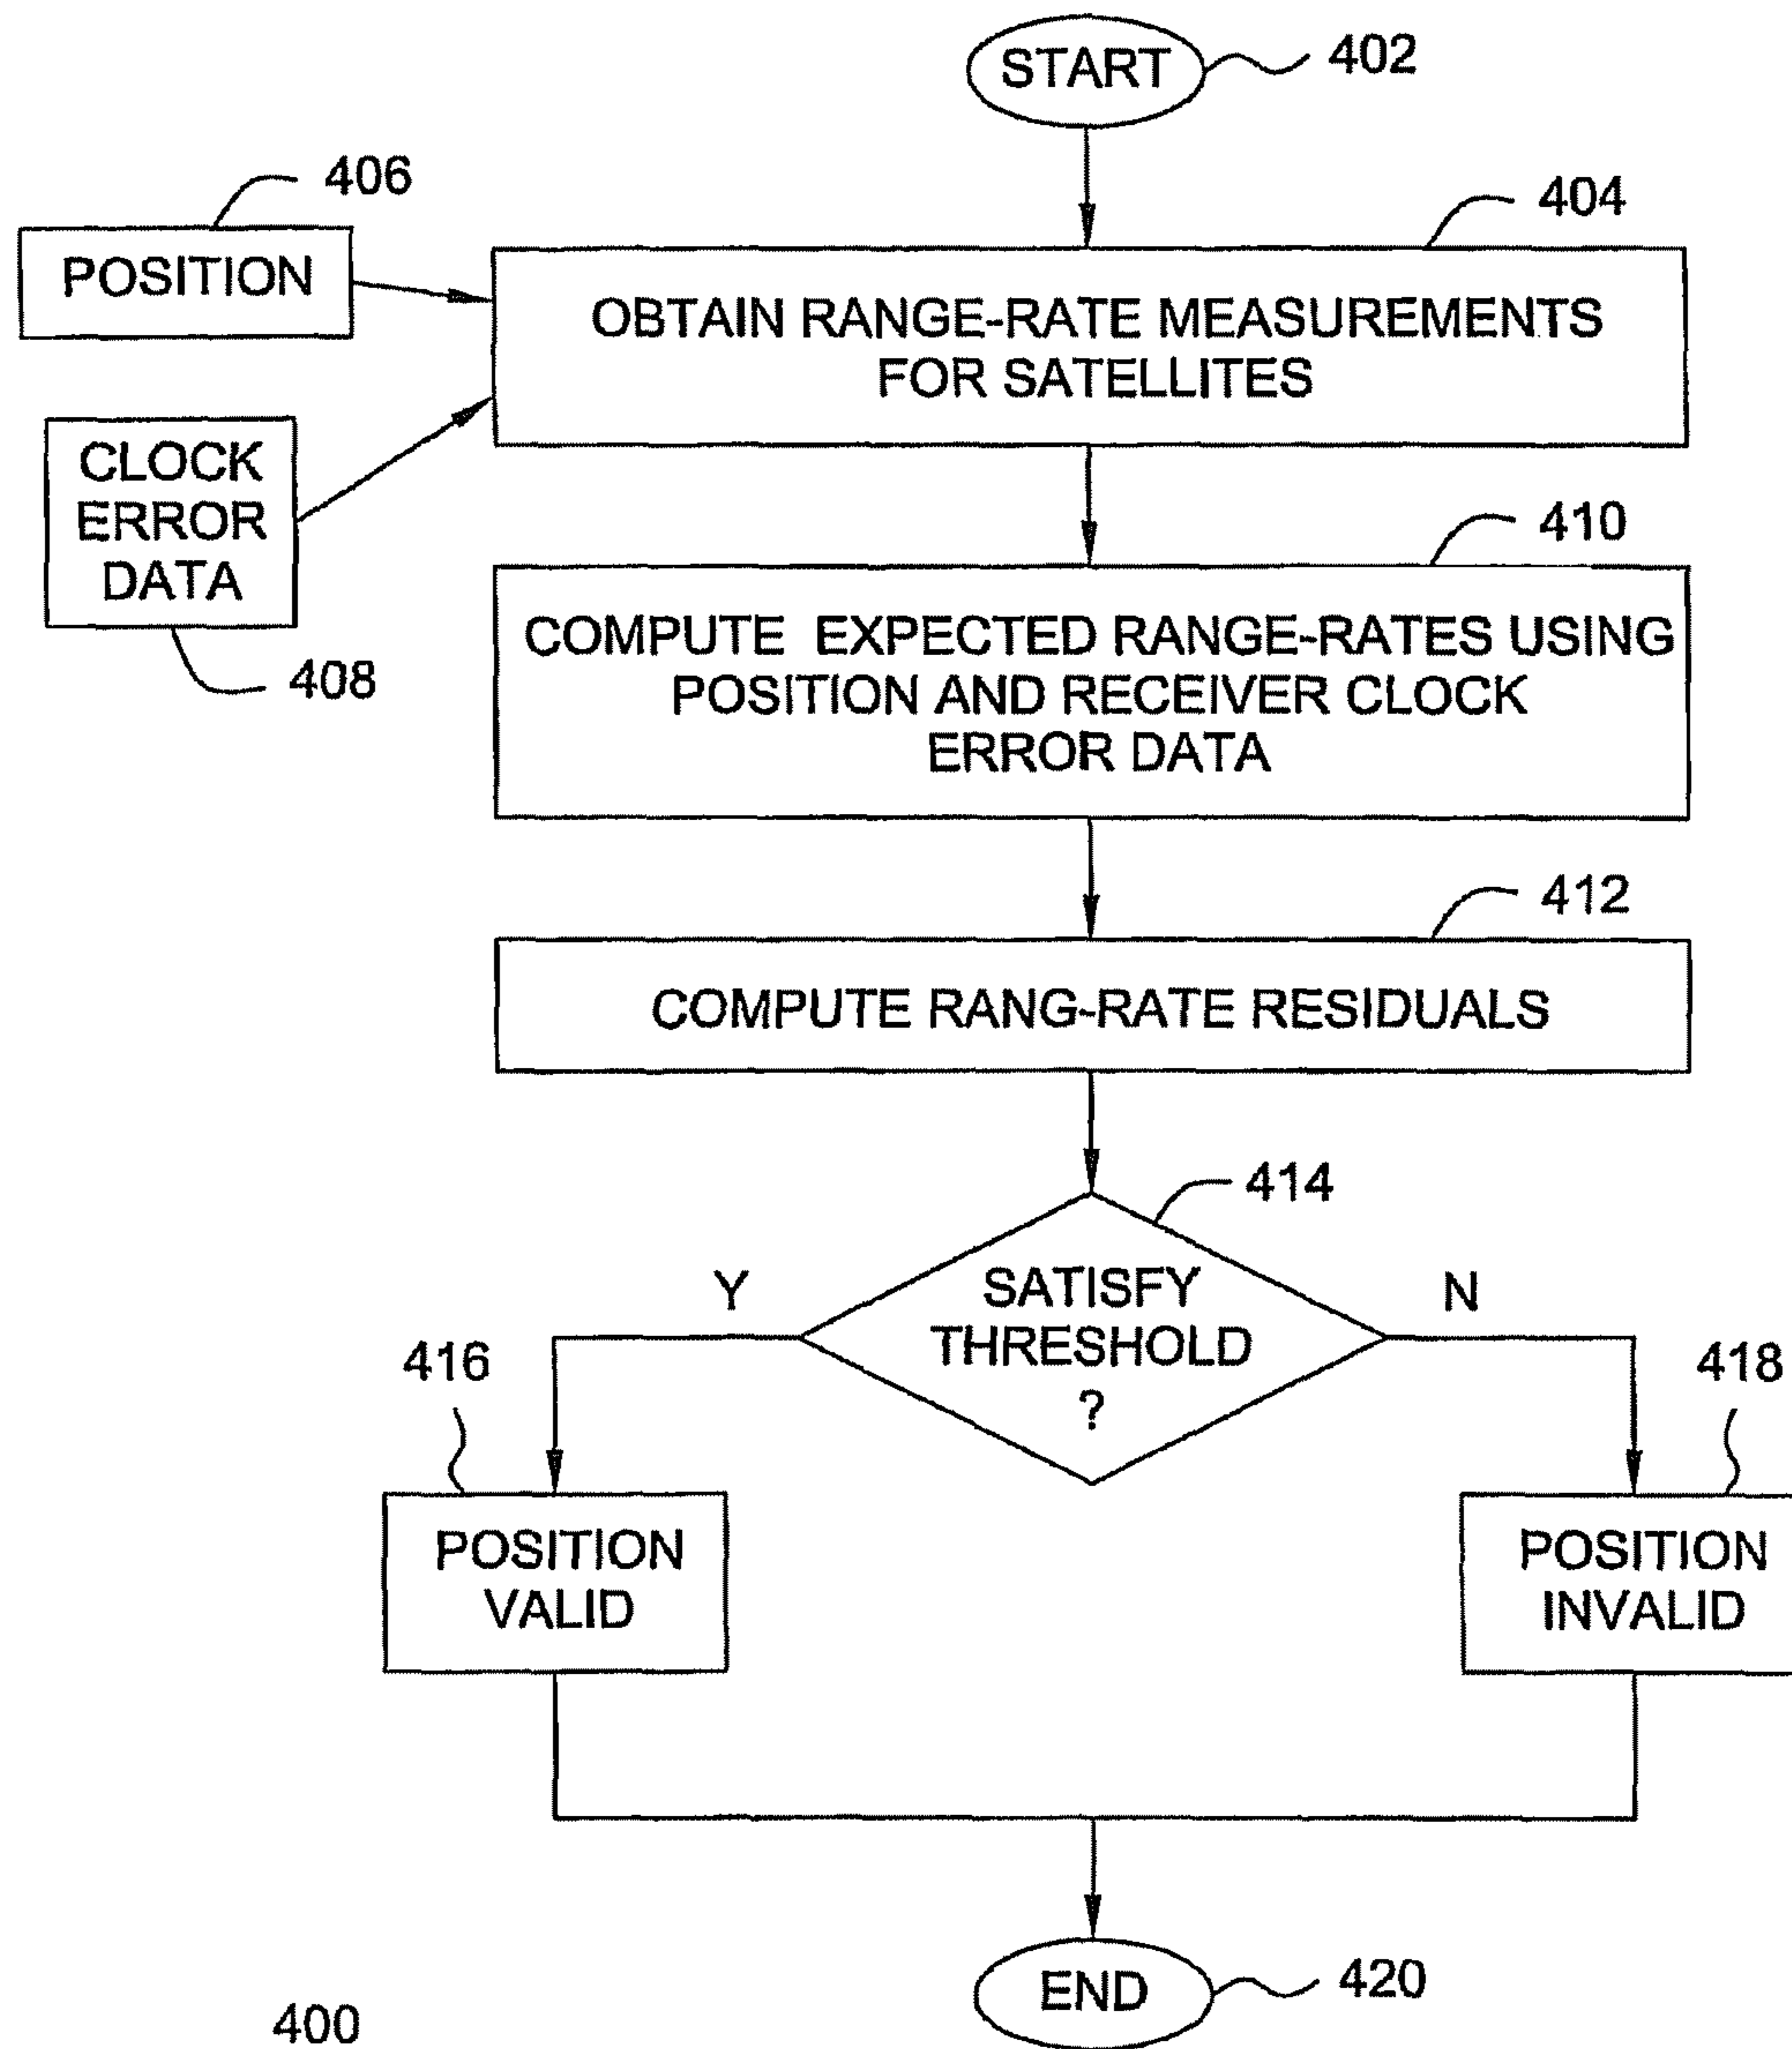 START
402
406
404
POSITION
OBTAIN RANGE-RATE MEASUREMENTS
FOR SATELLITES
CLOCK
ERROR
DATA
408
410
COMPUTE EXPECTED RANGE-RATES USING
POSITION AND RECEIVER CLOCK
ERROR DATA
412
COMPUTE RANG-RATE RESIDUALS
414
SATISFY
THRESHOLD
?
Y
N
416
418
POSITION
VALID
POSITION
INVALID
END
420
400